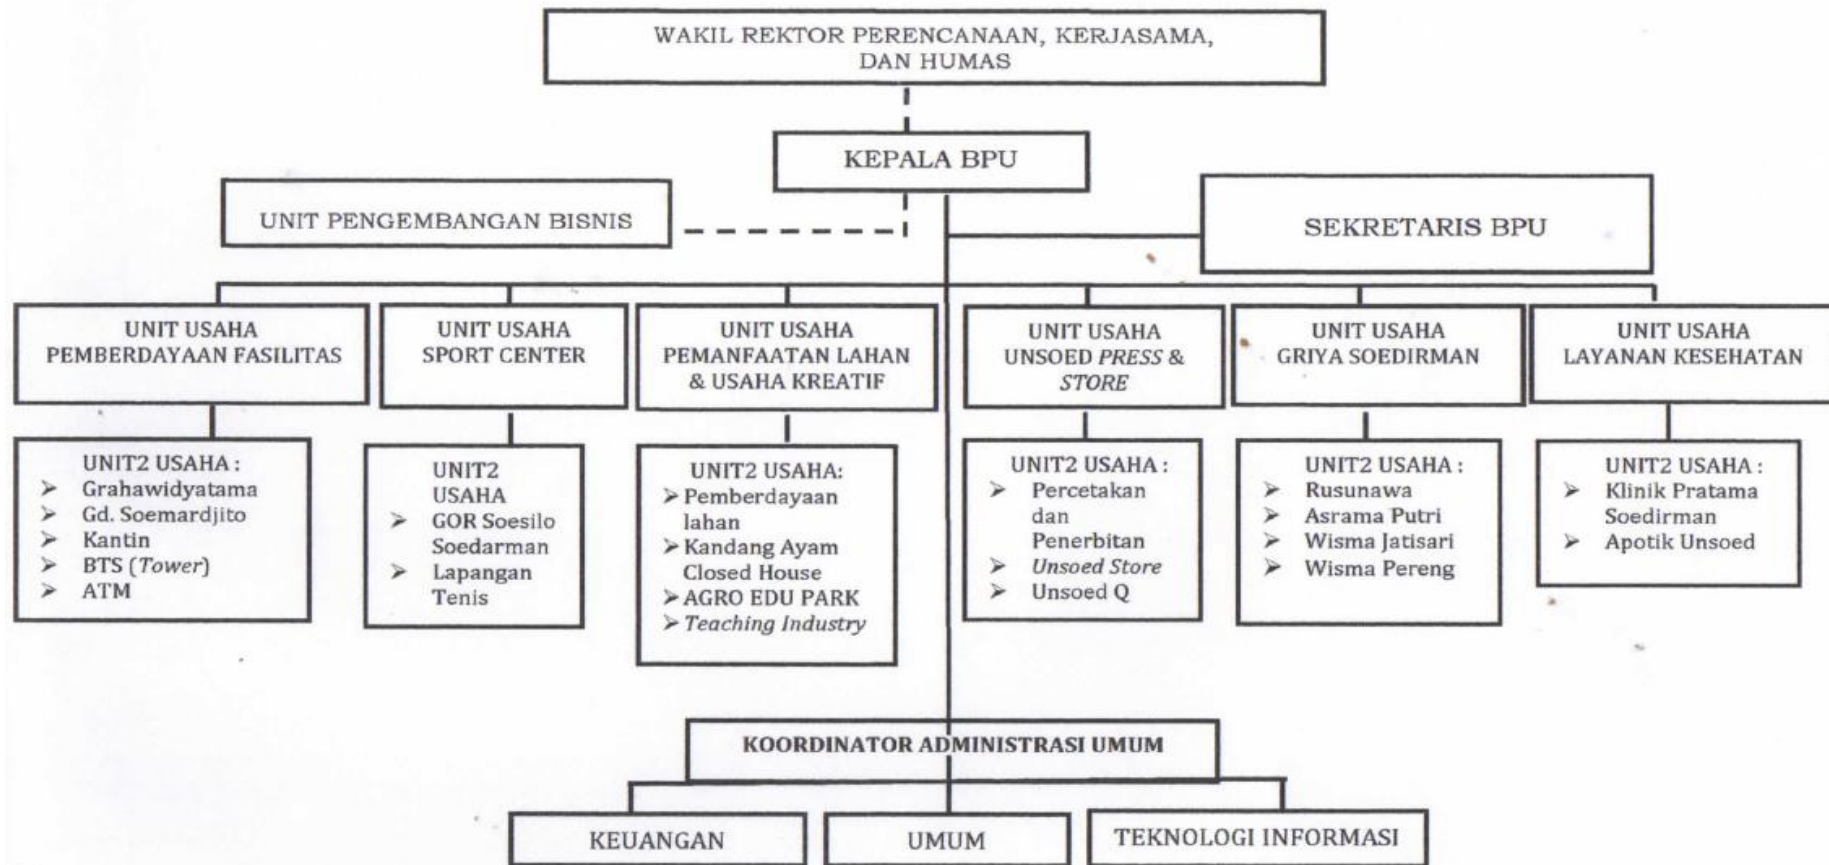 WAKIL REKTOR PERENCANAAN, KERJASAMA,
DAN HUMAS
KEPALA BPU
UNIT PENGEMBANGAN BISNIS
SEKRETARIS BPU
UNIT USAHA
PEMBERDAYAAN FASILITAS
UNIT USAHA
SPORT CENTER
UNIT USAHA
PEMANFAATAN LAHAN
& USAHA KREATIF
UNIT USAHA
UNSOED PRESS &
STORE
UNIT USAHA
GRIYA SOEDIRMAN
UNIT USAHA
LAYANAN KESEHATAN
UNIT2 USAHA :
➢ Grahawidyatama
➢ Gd. Soemardjito
➢ Kantin
➢ BTS (Tower)
➢ ATM
UNIT2
USAHA
➢ GOR Soesilo
Soedarman
➢ Lapangan
Tenis
UNIT2 USAHA:
➢ Pemberdayaan
lahan
➢ Kandang Ayam
Closed House
➢ AGRO EDU PARK
➢ Teaching Industry
UNIT2 USAHA :
➢ Percetakan
dan
Penerbitan
➢ Unsoed Store
➢ Unsoed Q
UNIT2 USAHA :
➢ Rusunawa
➢ Asrama Putri
➢ Wisma Jatisari
➢ Wisma Pereng
UNIT2 USAHA :
➢ Klinik Pratama
Soedirman
➢ Apotik Unsoed
KOORDINATOR ADMINISTRASI UMUM
KEUANGAN
UMUM
TEKNOLOGI INFORMASI